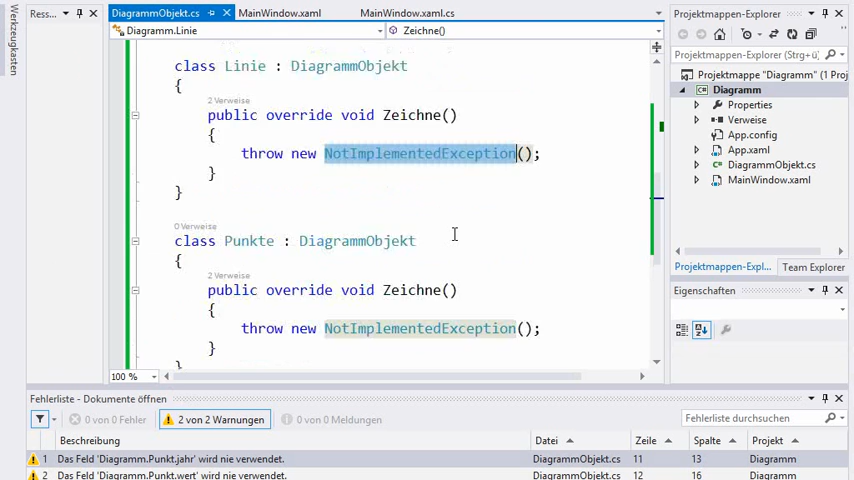 Werkzeugkasten
Ress...
DiagrammObjekt.cs
MainWindow.xaml
MainWindow.xaml.cs
Diagramm.Linie
Zeichne()
class Linie : DiagrammObjekt
{
2 Verweise
public override void Zeichne()
{
throw new NotImplementedException();
}
}
0 Verweise
class Punkte : DiagrammObjekt
{
2 Verweise
public override void Zeichne()
{
throw new NotImplementedException();
}
}
100 %
Projektmappen-Explorer
Projektmappen-Explorer durchsuchen (Strg+ü)
Projektmappe "Diagramm" (1 Proj
Diagramm
Properties
Verweise
App.config
App.xaml
DiagrammObjekt.cs
MainWindow.xaml
Projektmappen-Expl...
Team Explorer
Eigenschaften
Fehlerliste - Dokumente öffnen
0 von 0 Fehler
2 von 2 Warnungen
0 von 0 Meldungen
Fehlerliste durchsuchen
Beschreibung
Datei
Zeile
Spalte
Projekt
1 Das Feld 'Diagramm.Punkt.jahr' wird nie verwendet. DiagrammObjekt.cs 11 13 Diagramm
2 Das Feld 'Diagramm.Punkt.wert' wird nie verwendet. DiagrammObjekt.cs 12 16 Diagramm